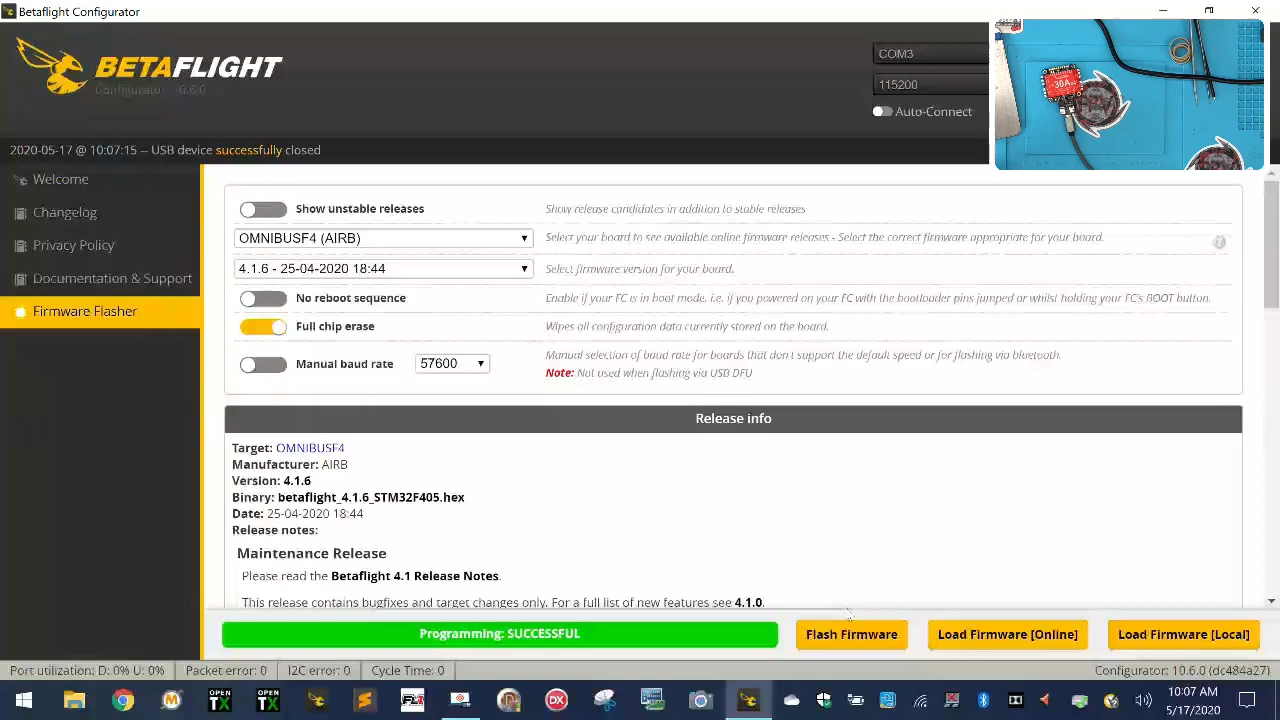 Betaflight Configurator
BETAFLIGHT
Configurator 10.6.0
COM3
115200
Auto-Connect
30A
2020-05-17 @ 10:07:15 -- USB device successfully closed
Welcome
Changelog
Privacy Policy
Documentation & Support
Firmware Flasher
Show unstable releases
Show release candidates in addition to stable releases
OMNIBUSF4 (AIRB)
Select your board to see available online firmware releases - Select the correct firmware appropriate for your board.
?
4.1.6 - 25-04-2020 18:44
Select firmware version for your board.
No reboot sequence
Enable if your FC is in boot mode. i.e. if you powered on your FC with the bootloader pins jumped or whilst holding your FC's BOOT button.
Full chip erase
Wipes all configuration data currently stored on the board.
Manual baud rate
57600
Manual selection of baud rate for boards that don't support the default speed or for flashing via bluetooth.
Note: Not used when flashing via USB DFU
Release info
Target: OMNIBUSF4
Manufacturer: AIRB
Version: 4.1.6
Binary: betaflight_4.1.6_STM32F405.hex
Date: 25-04-2020 18:44
Release notes:
Maintenance Release
Please read the Betaflight 4.1 Release Notes.
This release contains bugfixes and target changes only. For a full list of new features see 4.1.0.
Programming: SUCCESSFUL
Flash Firmware
Load Firmware [Online]
Load Firmware [Local]
Port utilization: D: 0% U: 0%
Packet error: 0
I2C error: 0
Cycle Time: 0
Configurator: 10.6.0 (dc484a27)
OPEN TX
OPEN TX
DX
10:07 AM
5/17/2020